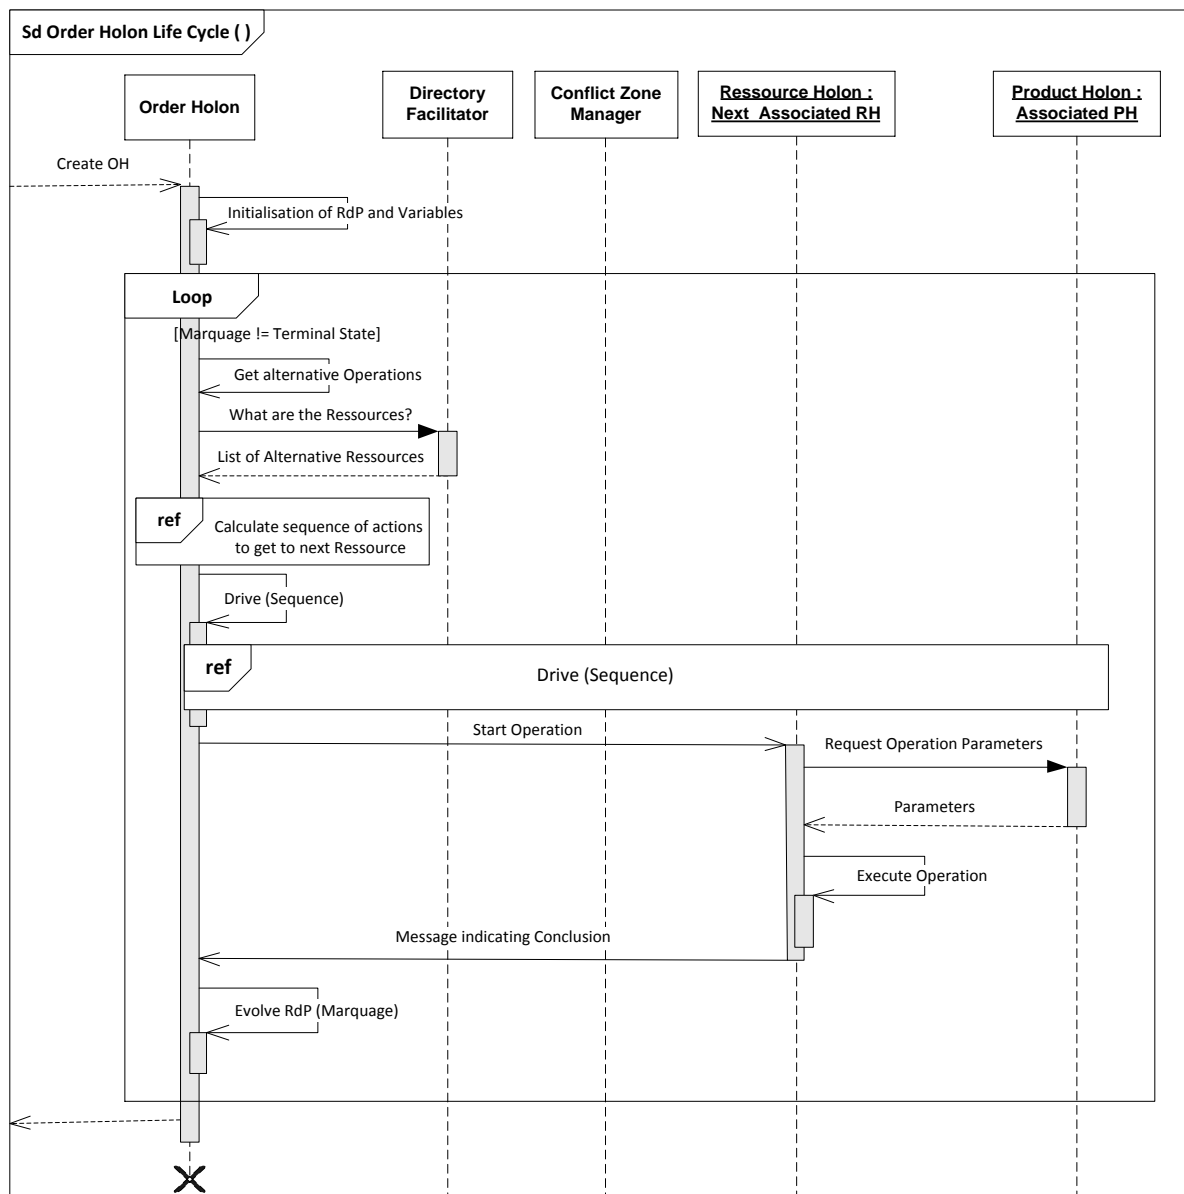 Sd Order Holon Life Cycle ( )
Order Holon
Directory
Facilitator
Conflict Zone
Manager
Ressource Holon :
Next_Associated RH
Product Holon :
Associated PH
Create OH
Initialisation of RdP and Variables
Loop
[Marquage != Terminal State]
Get alternative Operations
What are the Ressources?
List of Alternative Ressources
ref
Calculate sequence of actions
to get to next Ressource
Drive (Sequence)
ref
Drive (Sequence)
Start Operation
Request Operation Parameters
Parameters
Execute Operation
Message indicating Conclusion
Evolve RdP (Marquage)